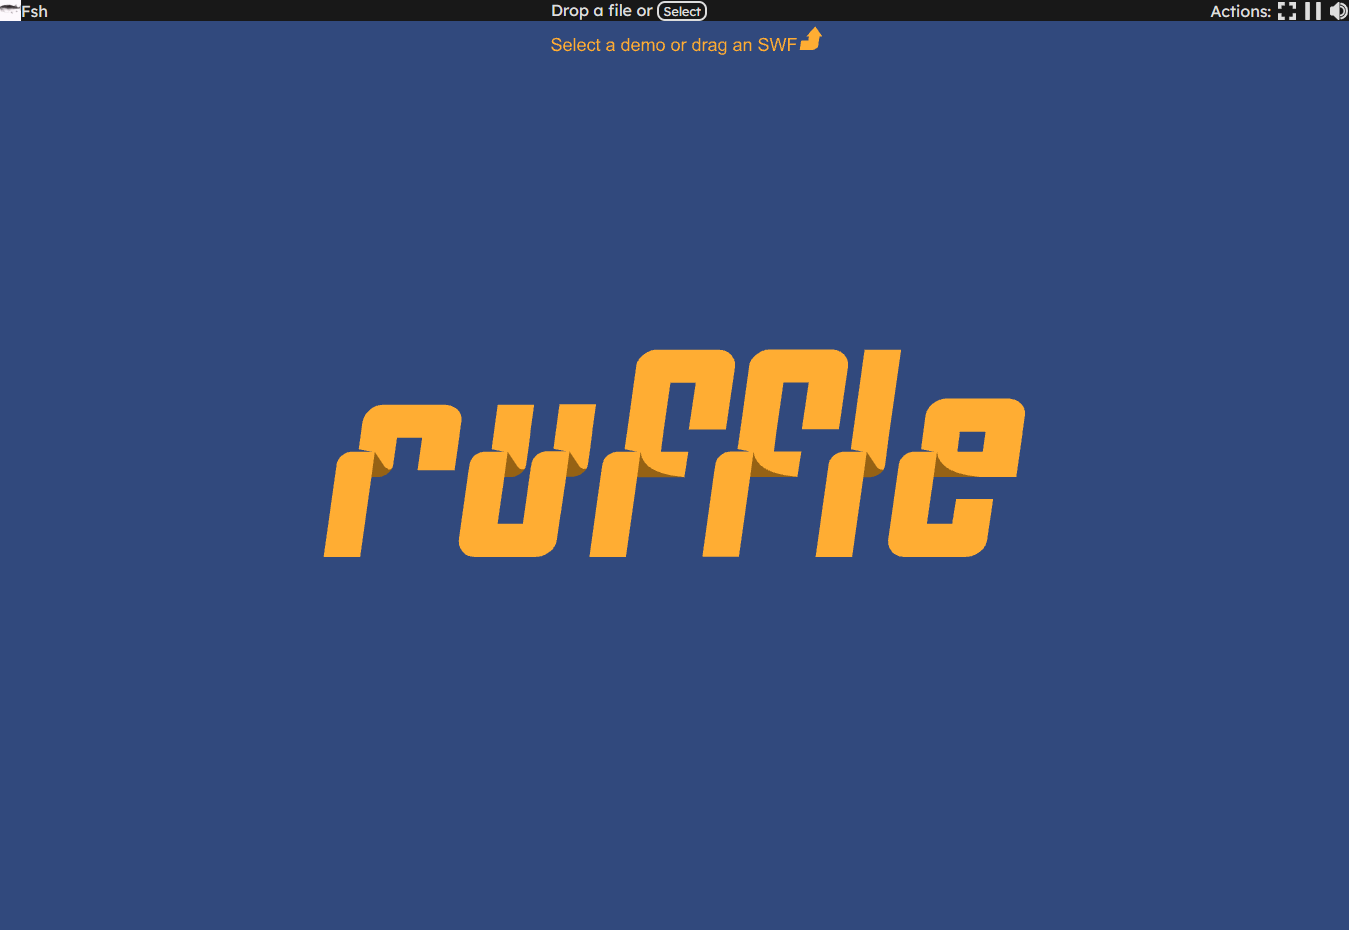 Fsh
Drop a file or Select
Actions:
Select a demo or drag an SWF
ruffle